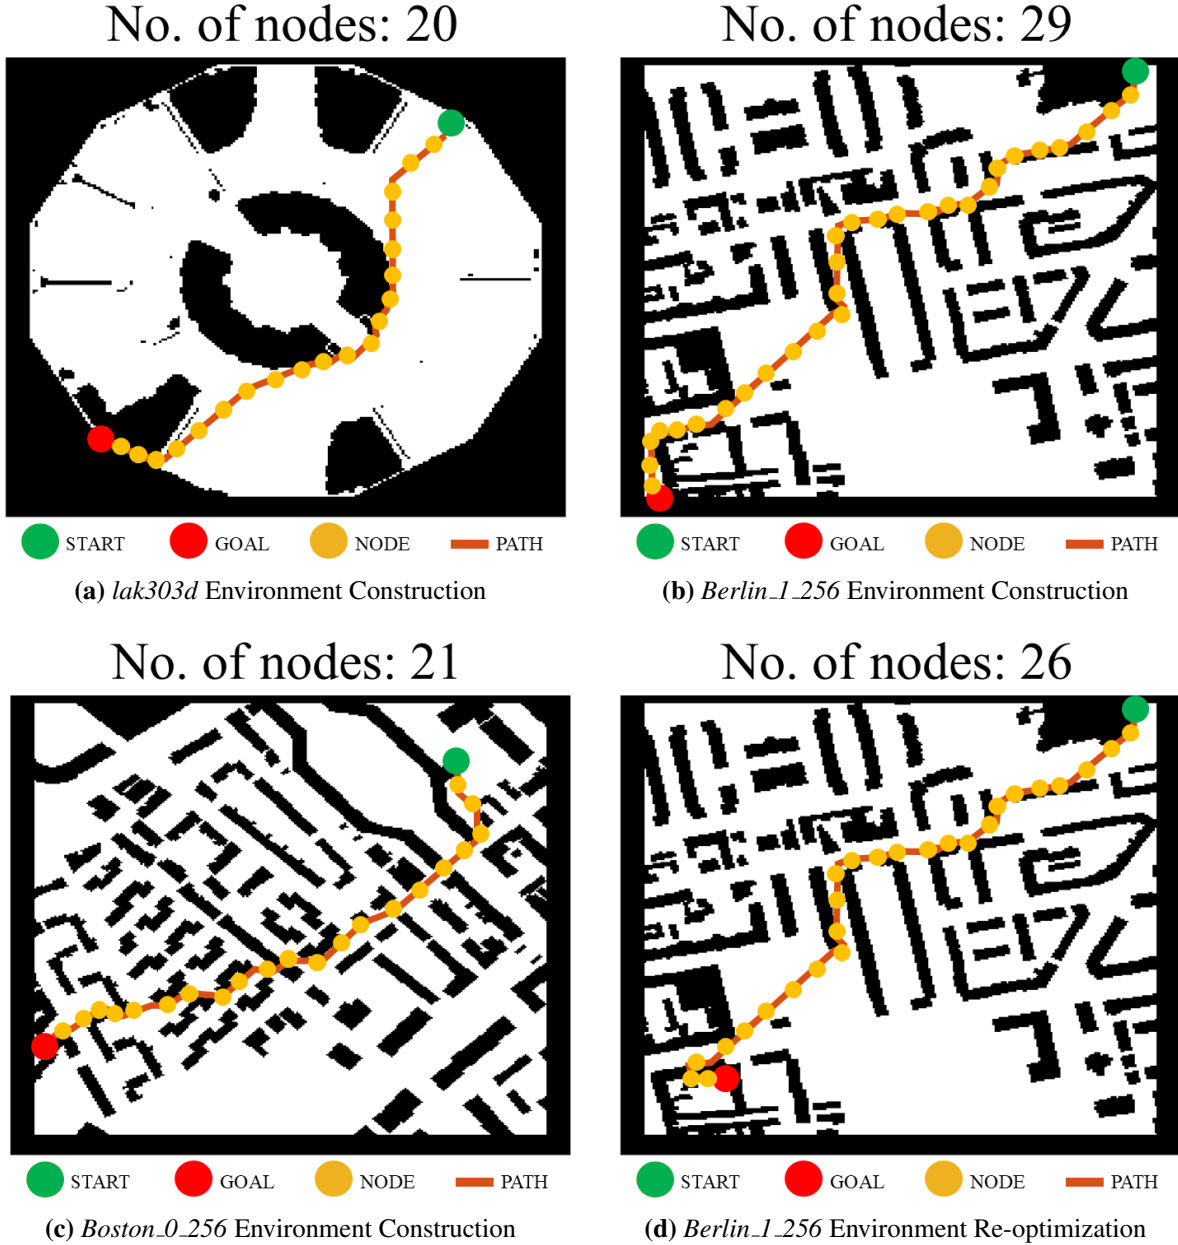 No. of nodes: 20
No. of nodes: 29
START GOAL NODE PATH
START GOAL NODE PATH
(a) lak303d Environment Construction
(b) Berlin_1_256 Environment Construction
No. of nodes: 21
No. of nodes: 26
START GOAL NODE PATH
START GOAL NODE PATH
(c) Boston_0_256 Environment Construction
(d) Berlin_1_256 Environment Re-optimization